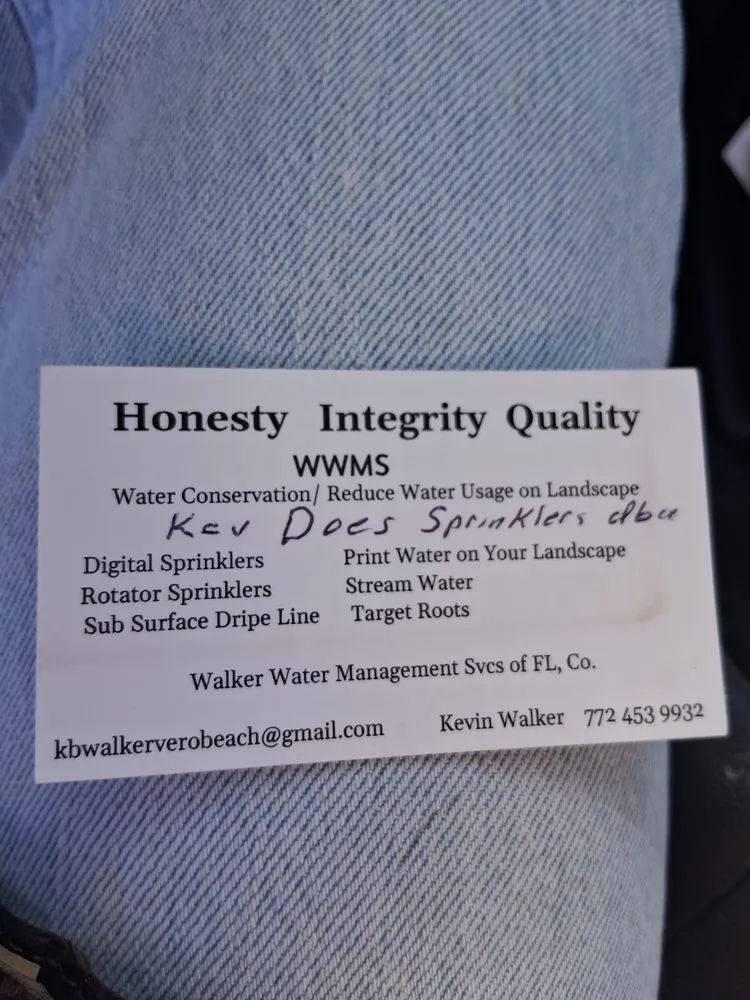 Honesty Integrity Quality
WWMS
Water Conservation/ Reduce Water Usage on Landscape
Kev Does Sprinklers dba
Digital Sprinklers Print Water on Your Landscape
Rotator Sprinklers Stream Water
Sub Surface Dripe Line Target Roots
Walker Water Management Svcs of FL, Co.
kbwalkerverobeach@gmail.com Kevin Walker 772 453 9932